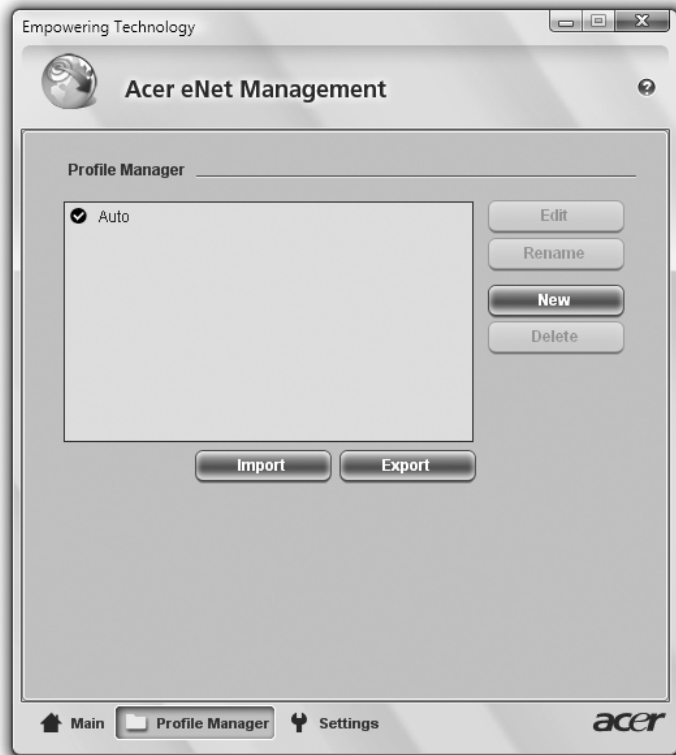 Empowering Technology
Acer eNet Management
Profile Manager
Auto
Edit
Rename
New
Delete
Import
Export
Main
Profile Manager
Settings
acer